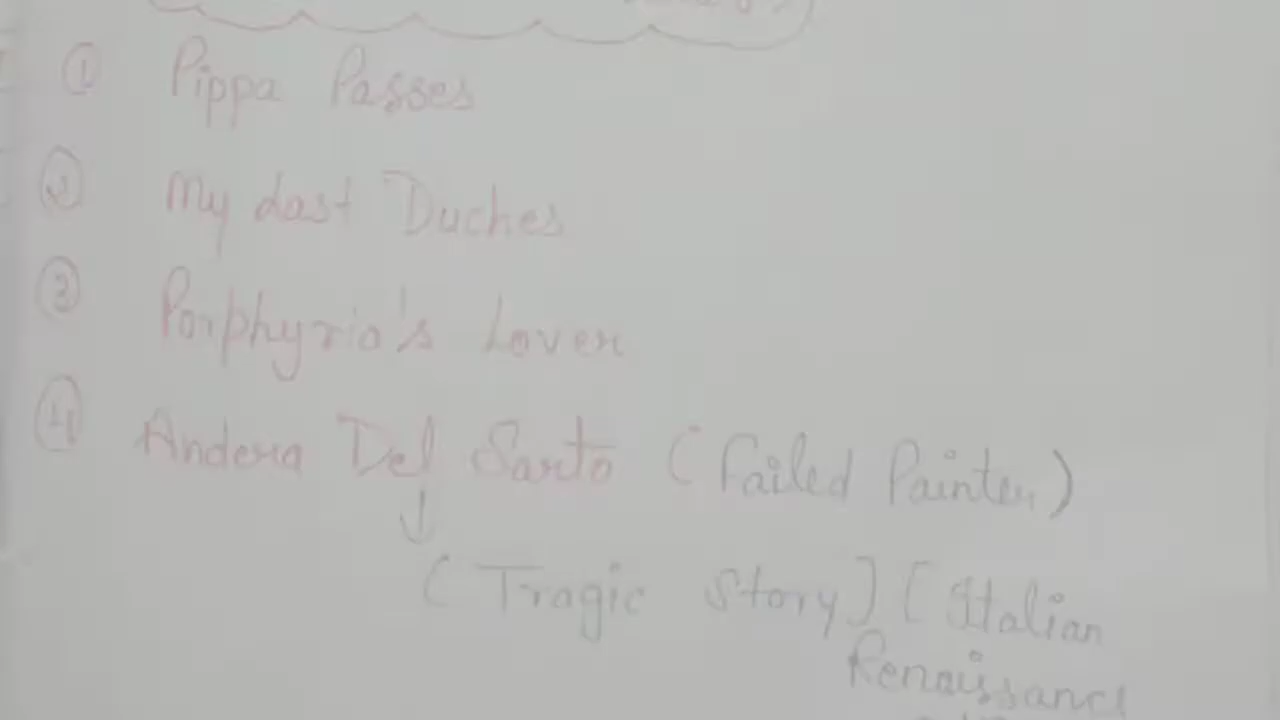 ① Pippa Passes
② My Last Duches
③ Porphyria's Lover
④ Andera Del Sarto (Failed Painter)
↓
(Tragic Story] [Italian
Renaissance